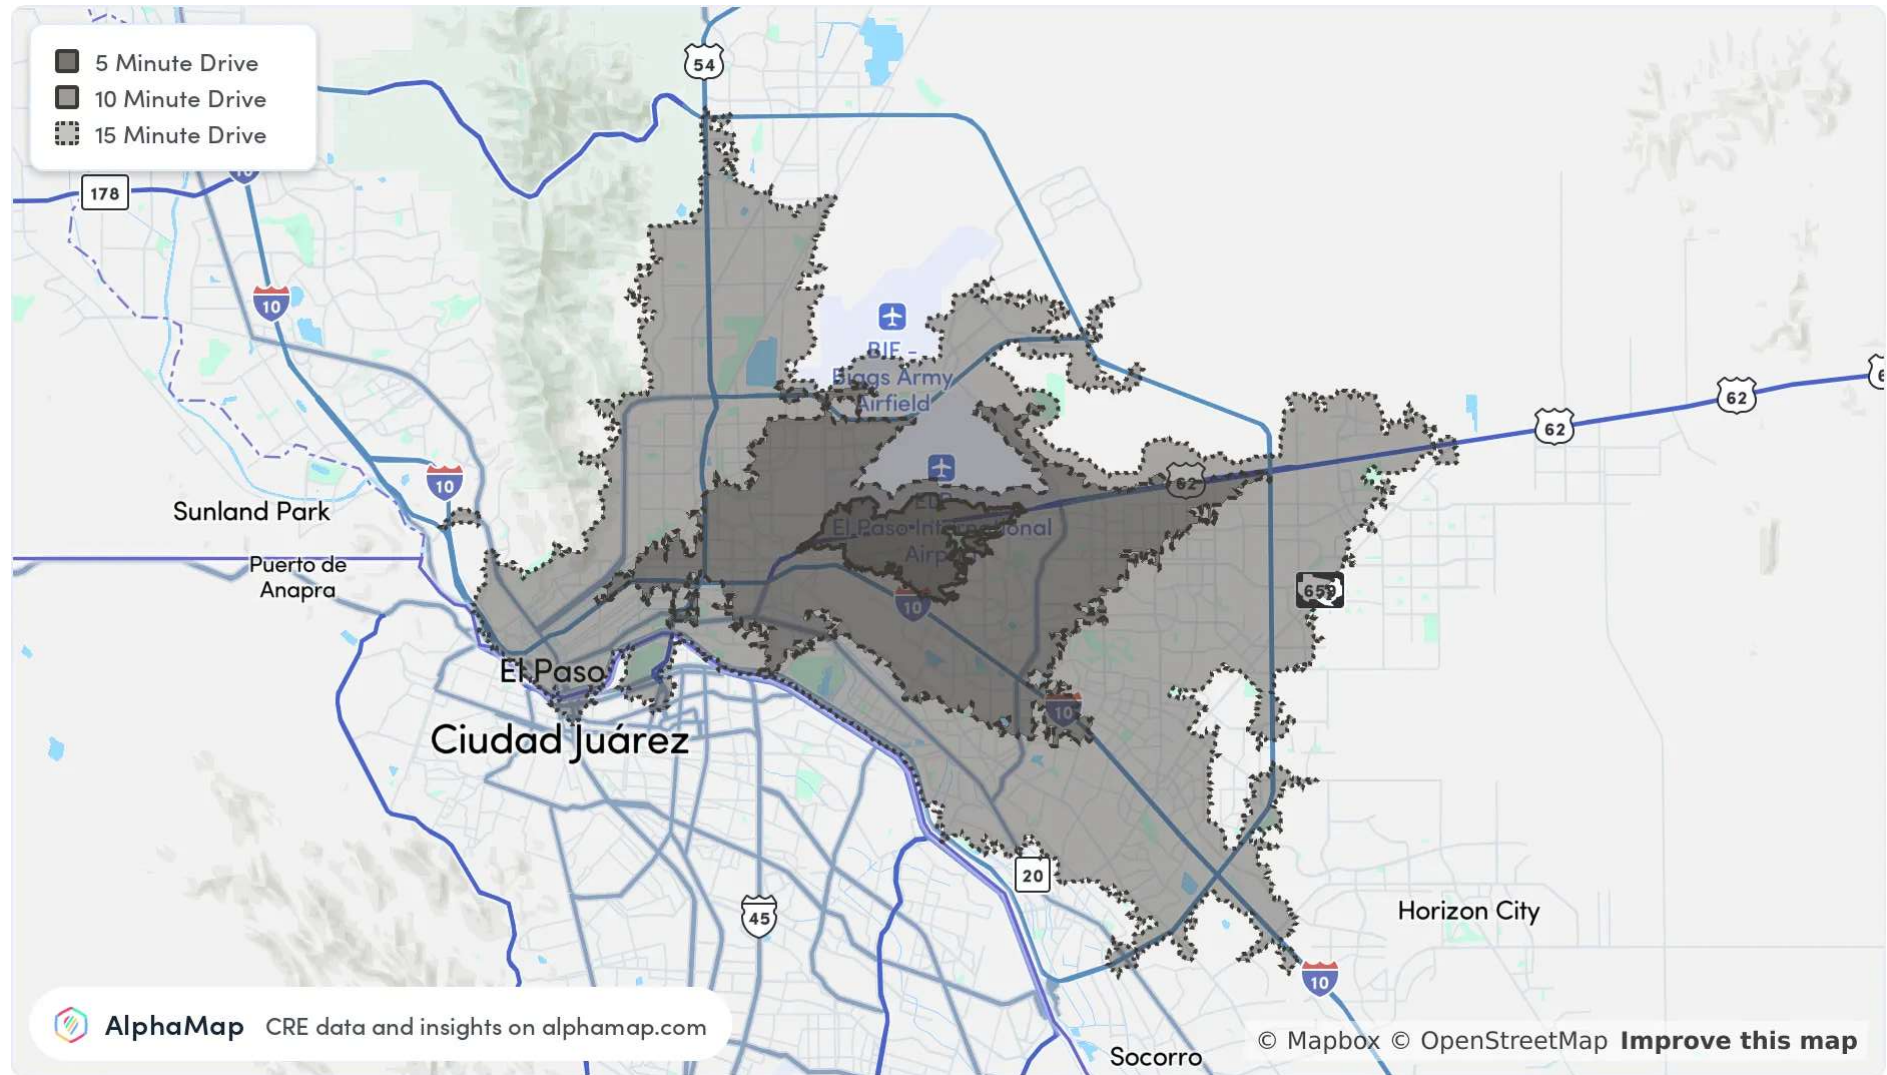 5 Minute Drive
10 Minute Drive
15 Minute Drive
54
178
10
10
BIF -
Biggs Army
Airfield
62
62
62
10
Sunland Park
El Paso International
Puerto de
Anapra
659
10
El Paso
10
Ciudad Juárez
20
45
Horizon City
10
AlphaMap CRE data and insights on alphamap.com
© Mapbox © OpenStreetMap Improve this map
Socorro